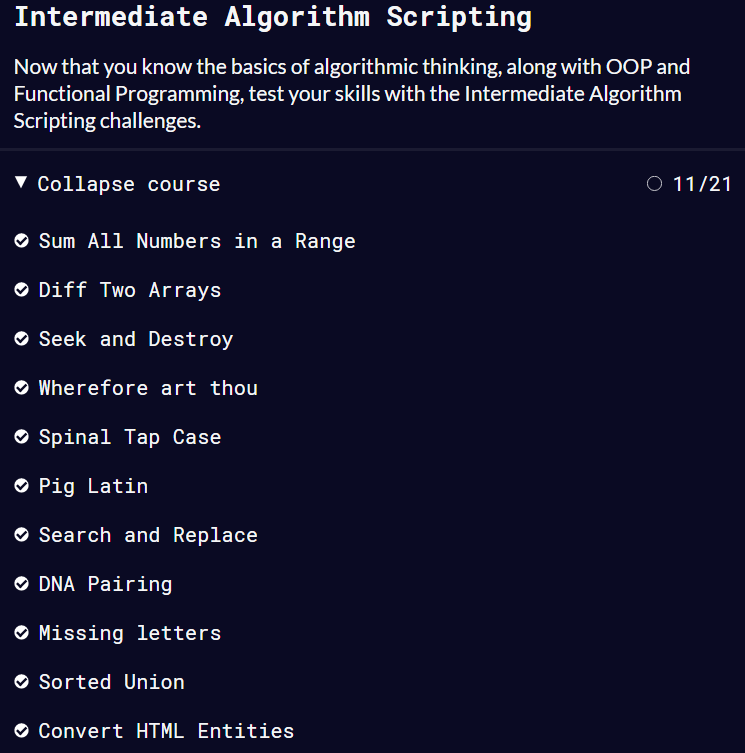 Intermediate Algorithm Scripting
Now that you know the basics of algorithmic thinking, along with OOP and
Functional Programming, test your skills with the Intermediate Algorithm
Scripting challenges.
Collapse course 11/21
Sum All Numbers in a Range
Diff Two Arrays
Seek and Destroy
Wherefore art thou
Spinal Tap Case
Pig Latin
Search and Replace
DNA Pairing
Missing letters
Sorted Union
Convert HTML Entities